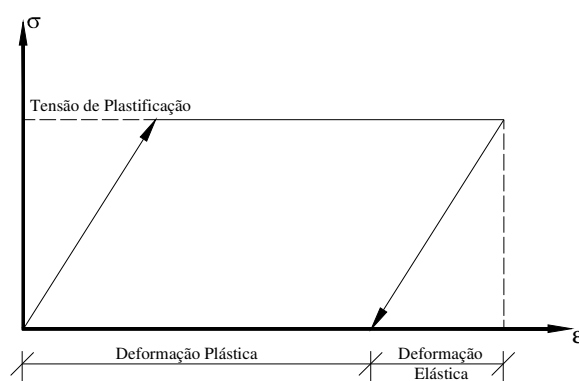 σ
Tensão de Plastificação
ε
Deformação Plástica
Deformação
Elástica